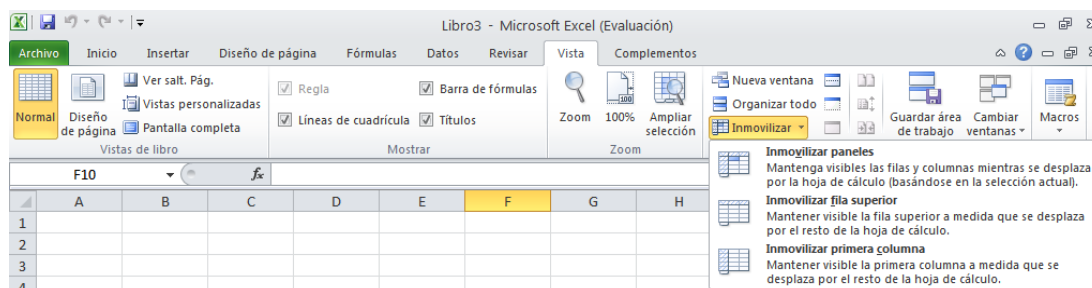 Libro3 - Microsoft Excel (Evaluación)
Archivo Inicio Insertar Diseño de página Fórmulas Datos Revisar Vista Complementos
Normal
Diseño de página
Ver salt. Pág.
Vistas personalizadas
Pantalla completa
Vistas de libro
Regla
Barra de fórmulas
Líneas de cuadrícula
Títulos
Mostrar
Zoom
100%
Ampliar selección
Zoom
Nueva ventana
Organizar todo
Inmovilizar
Guardar área de trabajo
Cambiar ventanas
Macros
Inmovilizar paneles
Mantenga visibles las filas y columnas mientras se desplaza
por la hoja de cálculo (basándose en la selección actual).
Inmovilizar fila superior
Mantener visible la fila superior a medida que se desplaza
por el resto de la hoja de cálculo.
Inmovilizar primera columna
Mantener visible la primera columna a medida que se
desplaza por el resto de la hoja de cálculo.
F10 fx
A B C D E F G H
1
2
3
4